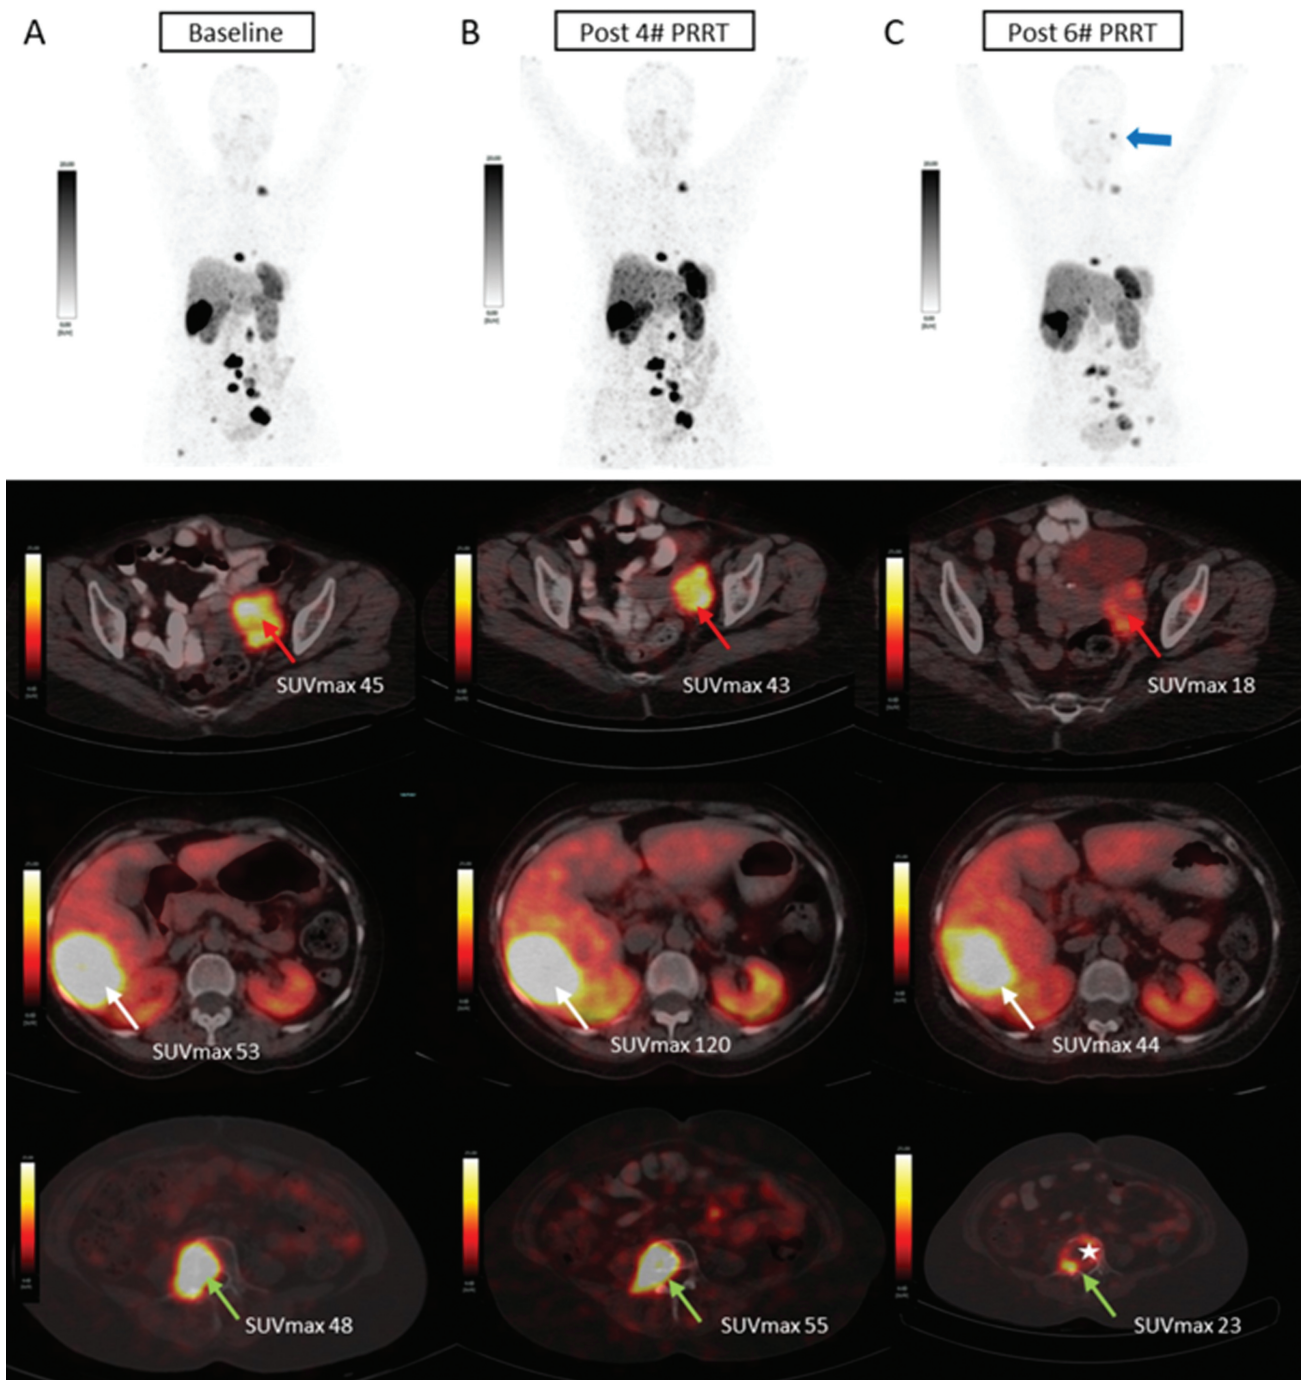 A
Baseline
B
Post 4# PRRT
C
Post 6# PRRT
SUVmax 45
SUVmax 43
SUVmax 18
SUVmax 53
SUVmax 120
SUVmax 44
SUVmax 48
SUVmax 55
SUVmax 23